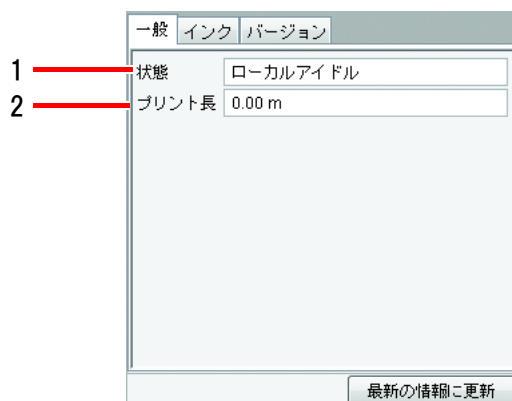 一般 インク バージョン
1 状態 ローカルアイドル
2 プリント長 0.00 m
最新の情報に更新